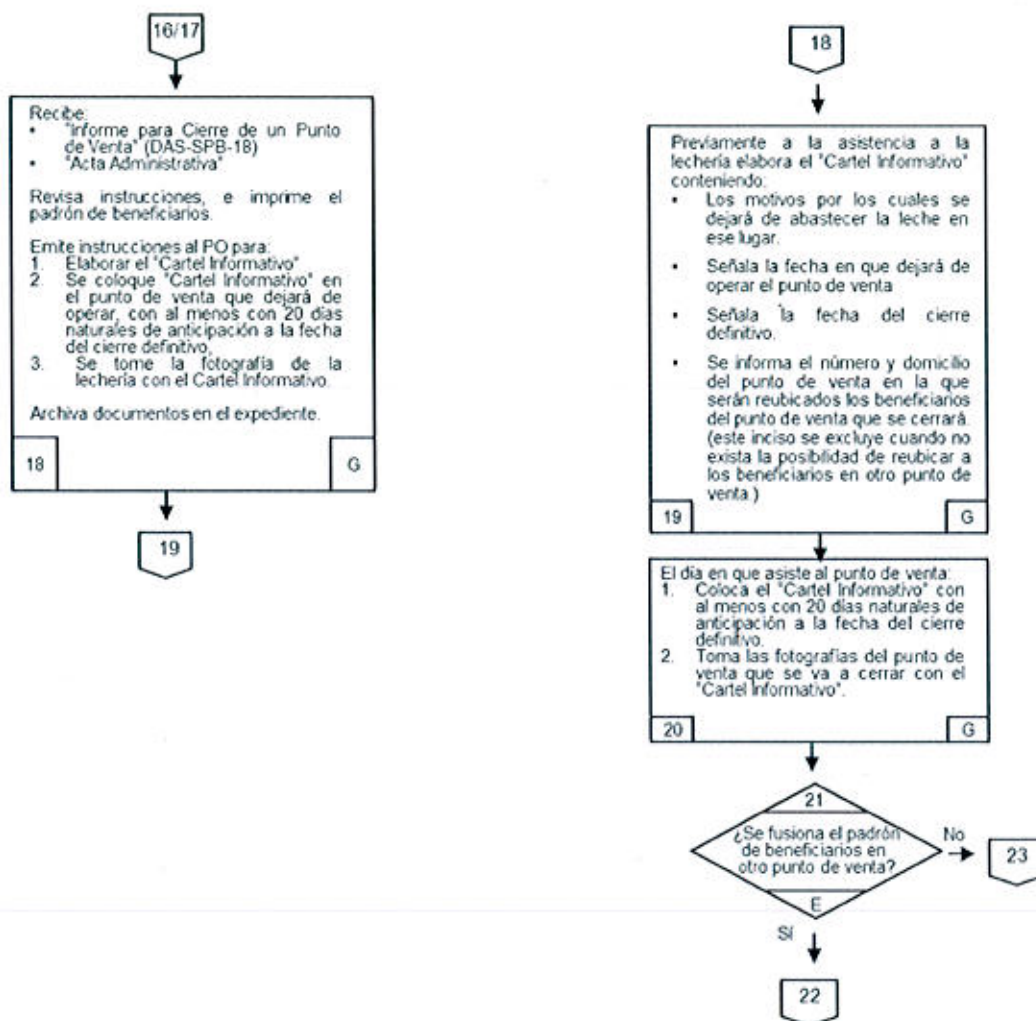 16/17
Recibe:
• "Informe para Cierre de un Punto
de Venta" (DAS-SPB-18)
• "Acta Administrativa"
Revisa instrucciones, e imprime el
padrón de beneficiarios.
Emite instrucciones al PO para:
1. Elaborar el "Cartel Informativo"
2. Se coloque "Cartel Informativo" en
el punto de venta que dejará de
operar, con al menos con 20 días
naturales de anticipación a la fecha
del cierre definitivo,
3. Se tome la fotografía de la
lechería con el Cartel Informativo.
Archiva documentos en el expediente.
18
G
19
18
Previamente a la asistencia a la
lechería elabora el "Cartel Informativo"
conteniendo:
• Los motivos por los cuales se
dejará de abastecer la leche en
ese lugar.
• Señala la fecha en que dejará de
operar el punto de venta
• Señala la fecha del cierre
definitivo.
• Se informa el número y domicilio
del punto de venta en la que
serán reubicados los beneficiarios
del punto de venta que se cerrará.
(este inciso se excluye cuando no
exista la posibilidad de reubicar a
los beneficiarios en otro punto de
venta.)
19
G
El día en que asiste al punto de venta:
1. Coloca el "Cartel Informativo" con
al menos con 20 días naturales de
anticipación a la fecha del cierre
definitivo.
2. Toma las fotografías del punto de
venta que se va a cerrar con el
"Cartel Informativo".
20
G
21
¿Se fusiona el padrón
de beneficiarios en
otro punto de venta?
E
No
23
Sí
22